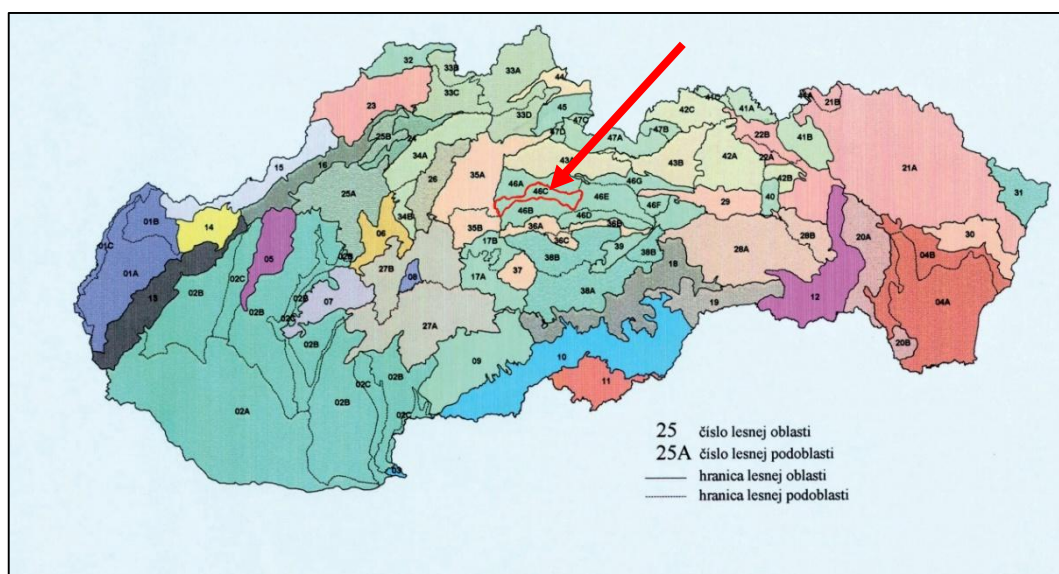 32
33B
33A
33C
44
23
33D
45
47C
47D
25B
24
47A
47B
42C
41C
41A
21B
22B
41B
15
16
34A
43A
43B
42A
22A
21A
26
35A
46A
46C
46G
46E
42B
25A
46B
46D
46F
29
40
31
01B
14
34B
06
35B
36A
36B
36C
01C
05
17B
39
38B
38B
28A
28B
20A
30
01A
02C
02B
27B
08
17A
37
18
04B
13
02B
02B
02B
07
38A
19
12
04A
02C
27A
02B
09
10
20B
02A
02B
02C
02B
11
02C
03
25 číslo lesnej oblasti
25A číslo lesnej podoblasti
hranica lesnej oblasti
hranica lesnej podoblasti